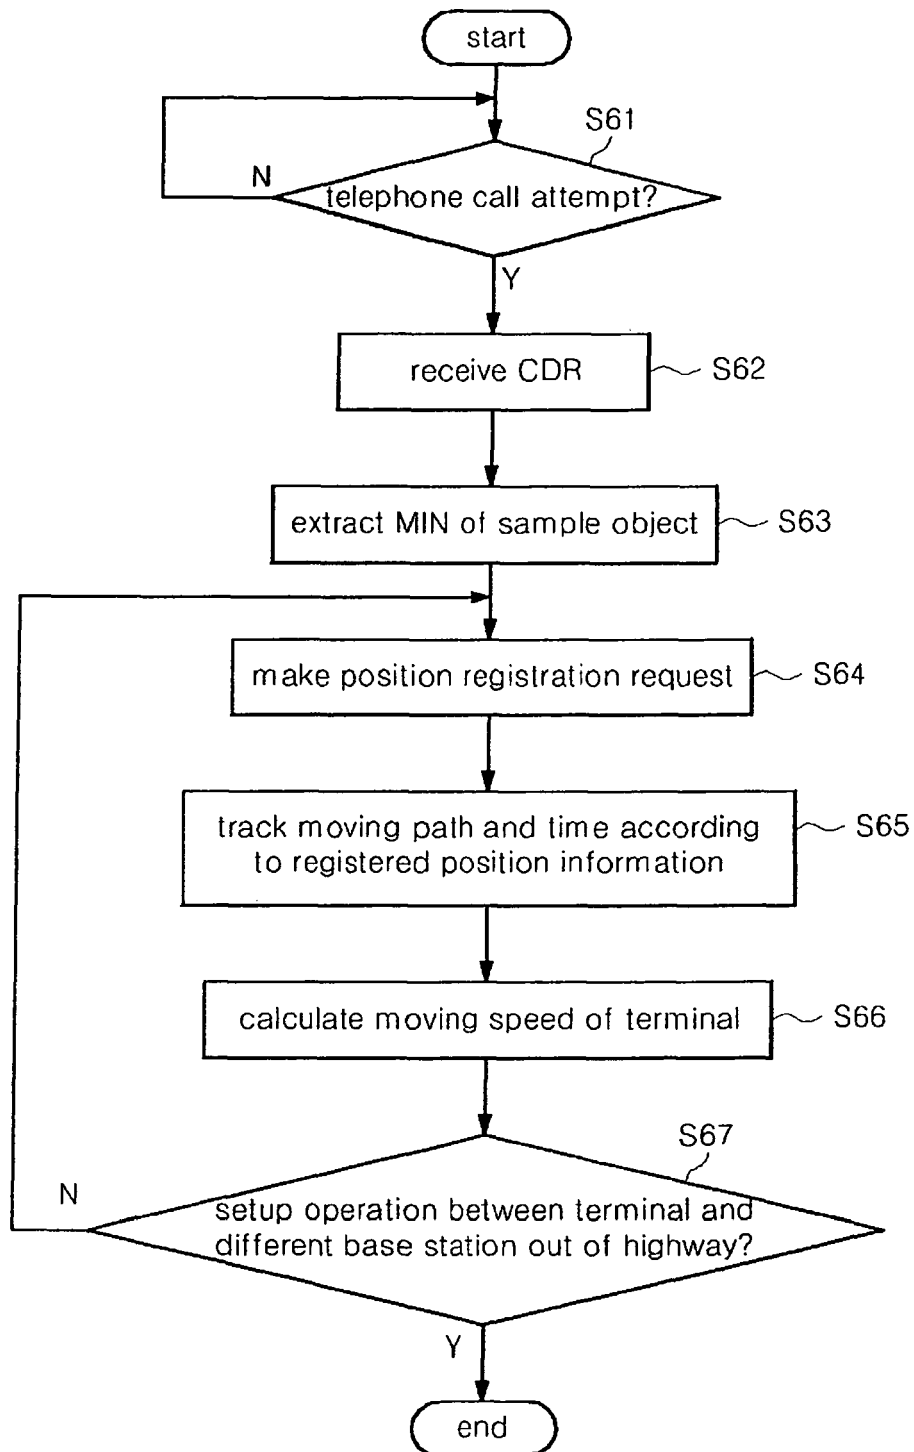 start
S61
N
telephone call attempt?
Y
receive CDR
S62
extract MIN of sample object
S63
make position registration request
S64
track moving path and time according
to registered position information
S65
calculate moving speed of terminal
S66
S67
N
setup operation between terminal and
different base station out of highway?
Y
end